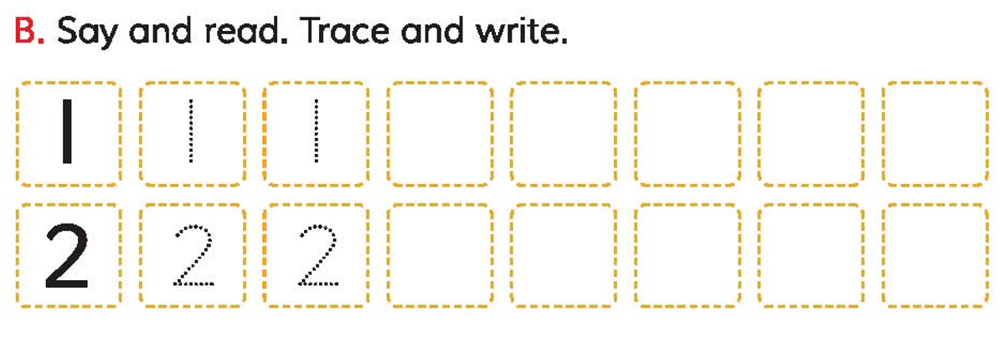 B. Say and read. Trace and write.
1 1 1
2 2 2